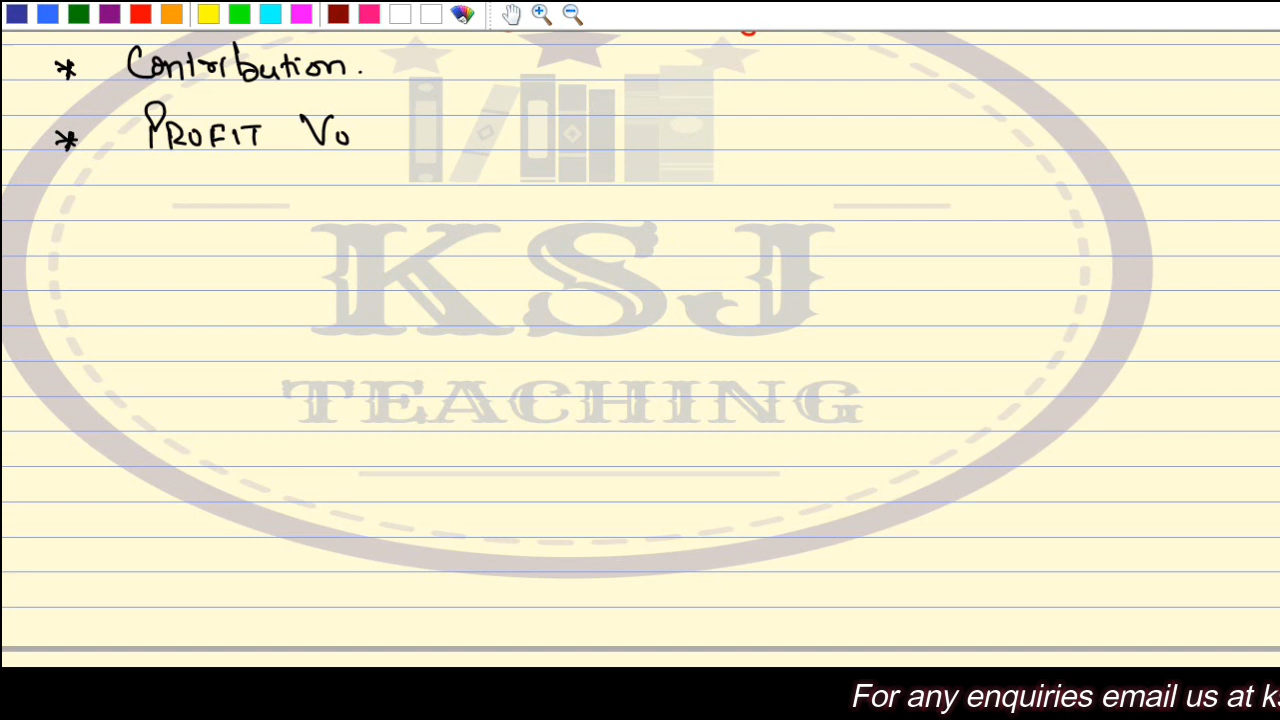 * Contribution.
* PROFIT Vo
KSJ
TEACHING
For any enquiries email us at k